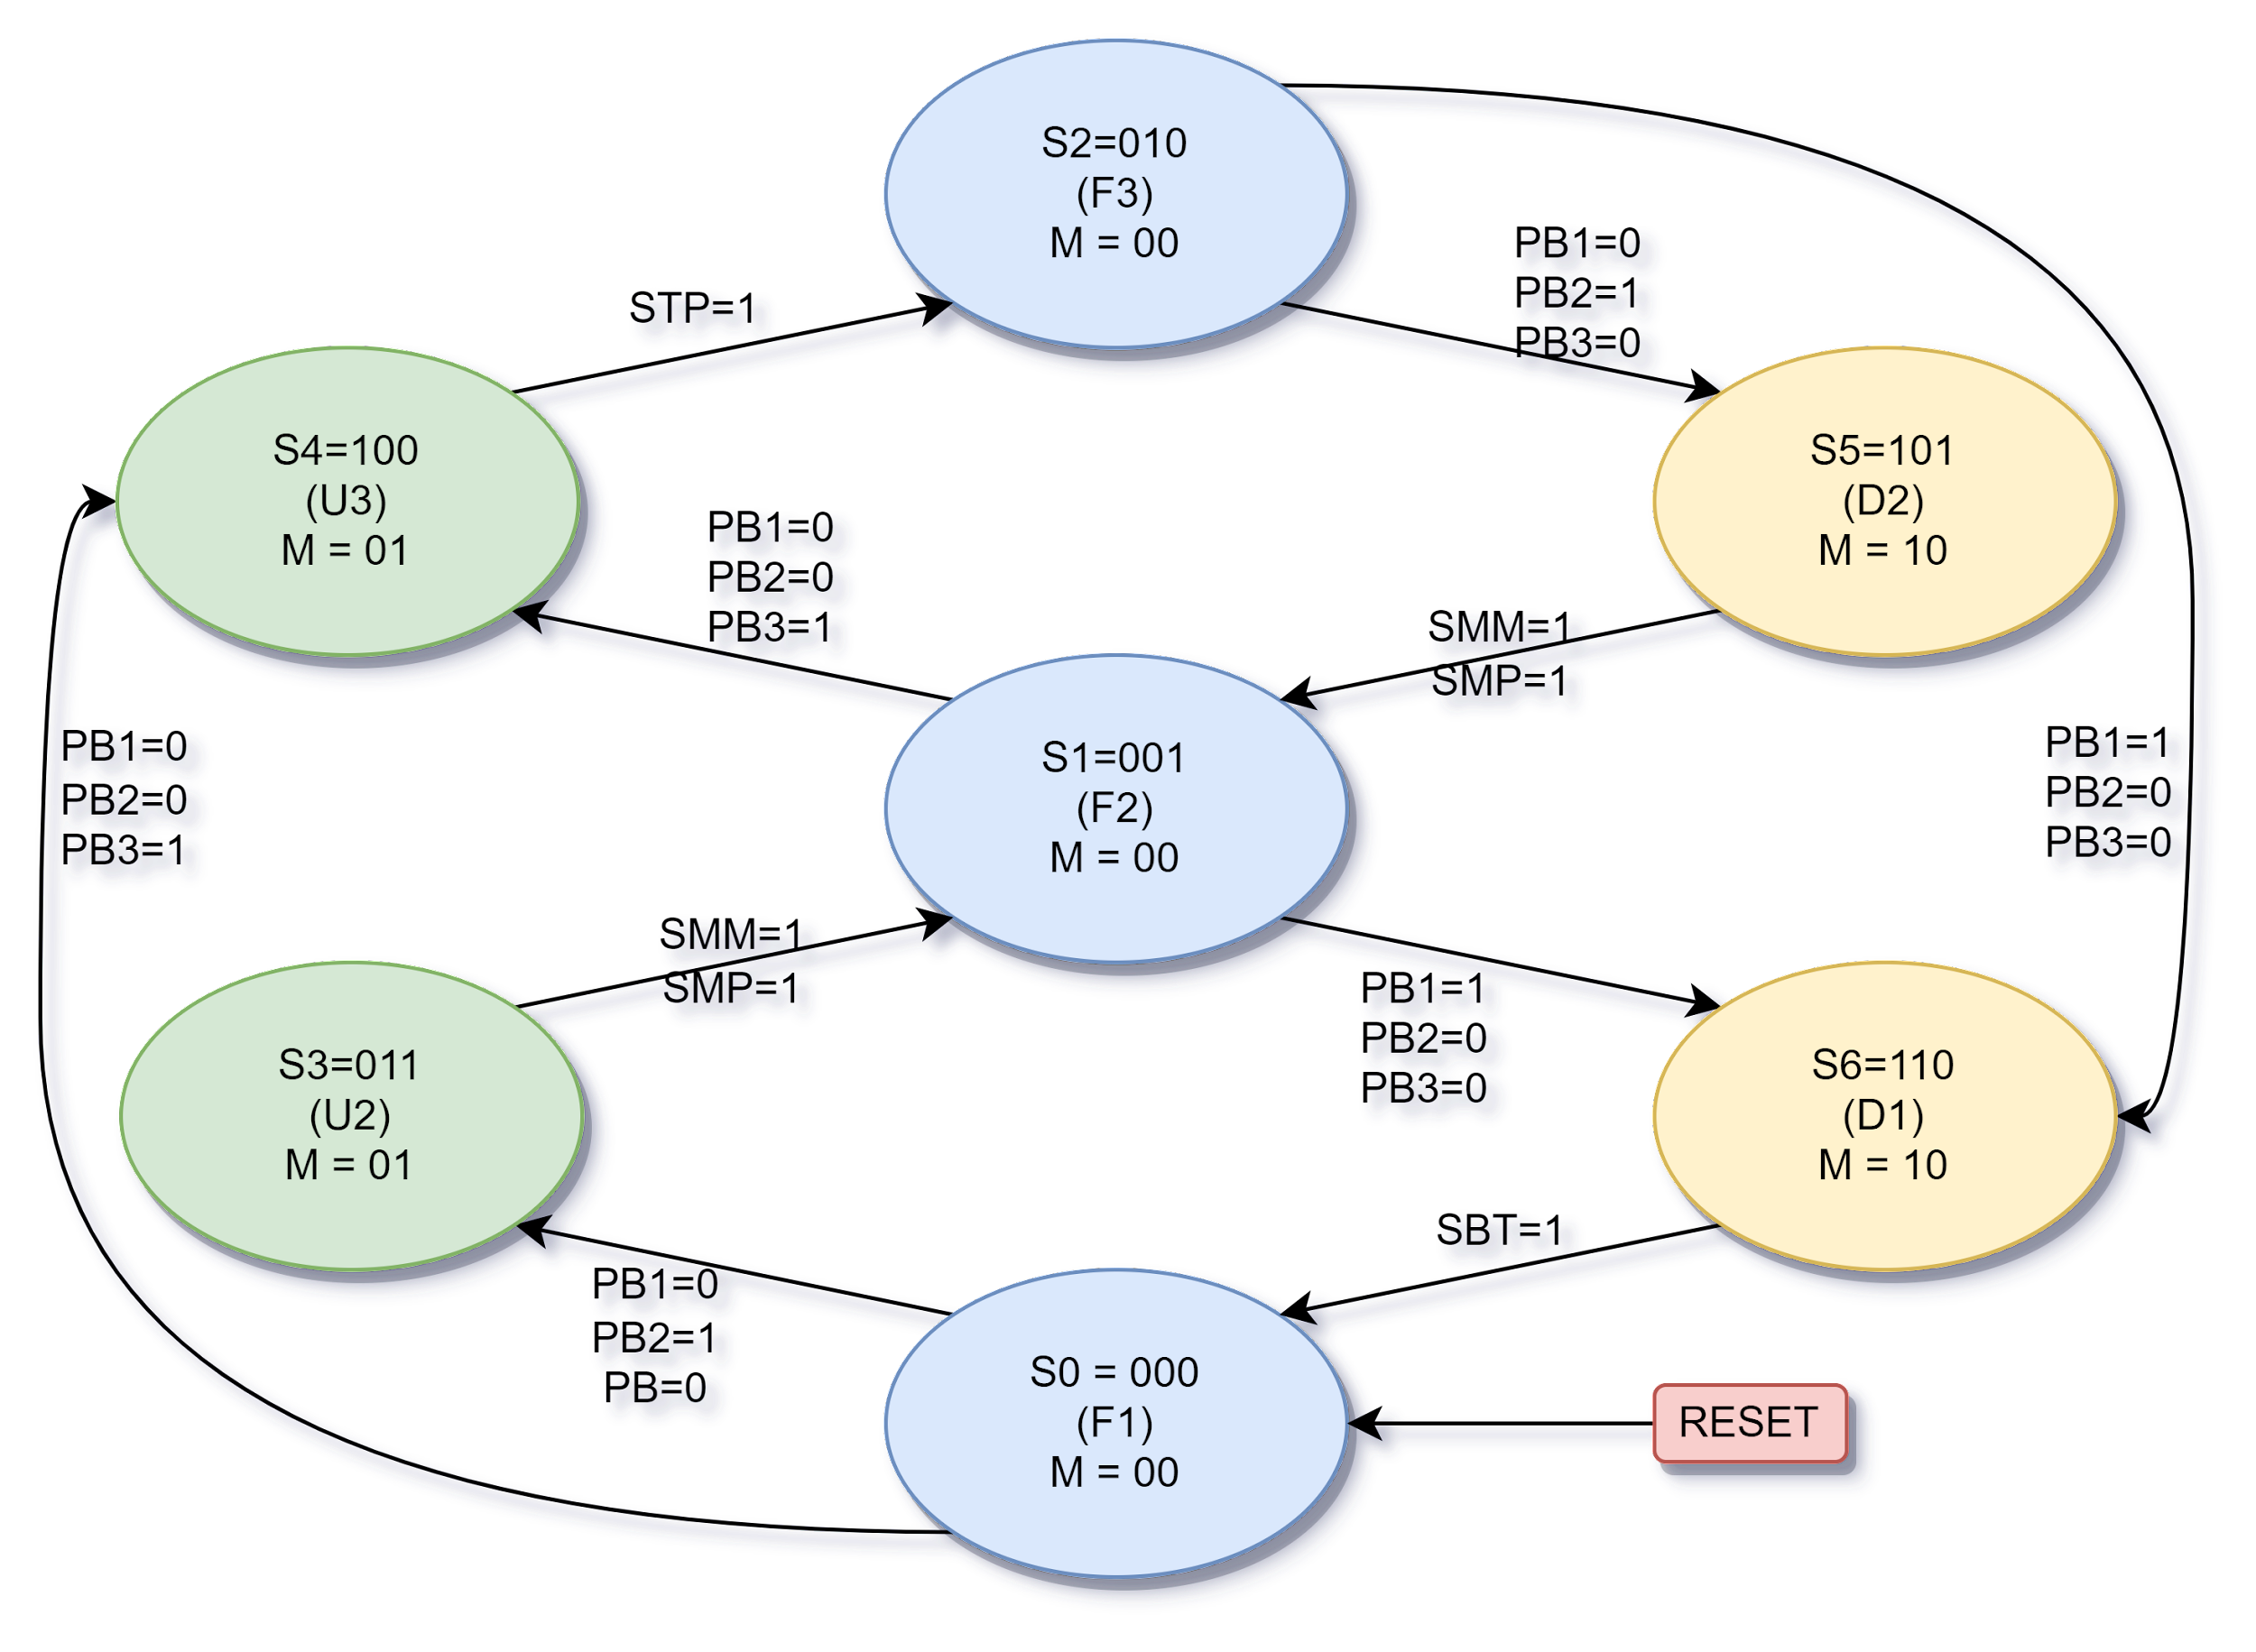 S2=010
(F3)
M = 00
PB1=0
PB2=1
PB3=0
STP=1
S4=100
(U3)
M = 01
S5=101
(D2)
M = 10
PB1=0
PB2=0
PB3=1
SMM=1
SMP=1
S1=001
(F2)
M = 00
PB1=0
PB2=0
PB3=1
PB1=1
PB2=0
PB3=0
SMM=1
SMP=1
PB1=1
PB2=0
PB3=0
S3=011
(U2)
M = 01
S6=110
(D1)
M = 10
SBT=1
PB1=0
PB2=1
PB=0
S0 = 000
(F1)
M = 00
RESET